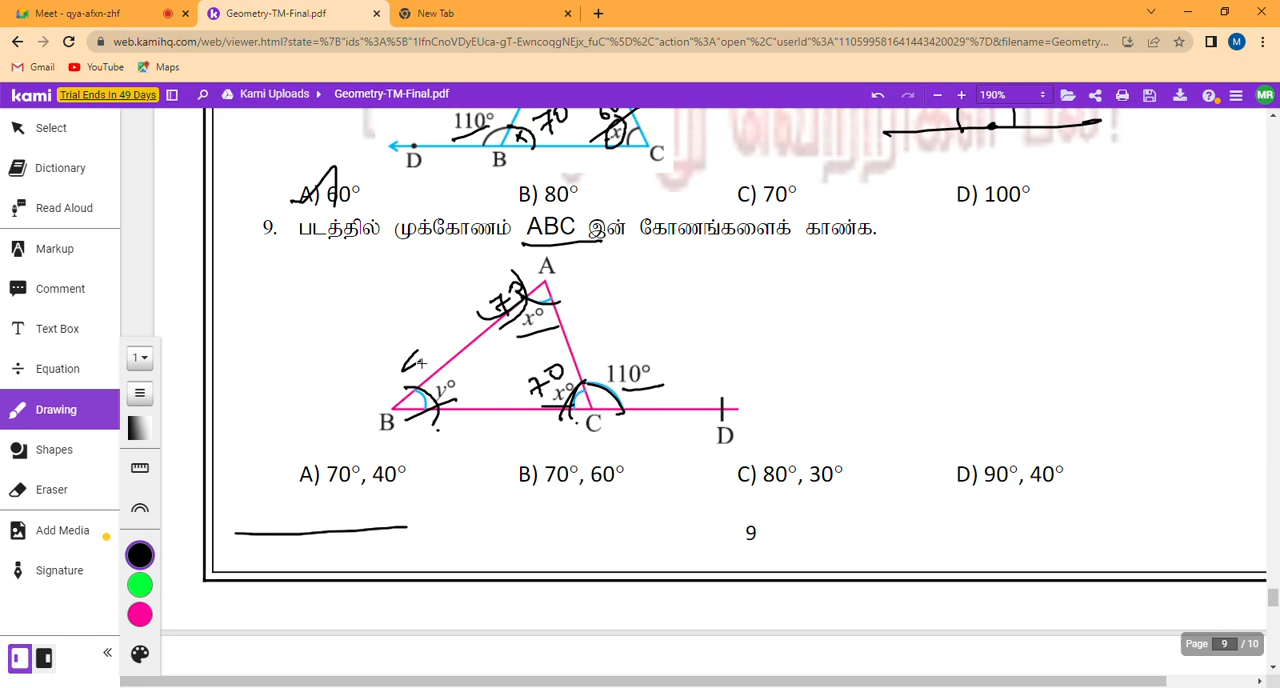 Meet - qya-afxn-zhf
Geometry-TM-Final.pdf
New Tab
web.kamihq.com/web/viewer.html?state=%7B"ids"%3A%5B"1IfnCnoVDyEUca-gT-EwncoqgNEjx_fuC"%5D%2C"action"%3A"open"%2C"userId"%3A"110599581641443420029"%7D&filename=Geometry...
M
Gmail
YouTube
Maps
kami
Trial Ends in 49 Days
Kami Uploads
Geometry-TM-Final.pdf
190%
MR
Select
Dictionary
Read Aloud
Markup
Comment
Text Box
Equation
Drawing
Shapes
Eraser
Add Media
Signature
1
110° x 70 x
D B C
A) 60° B) 80° C) 70° D) 100°
9. படத்தில் முக்கோணம் ABC இன் கோணங்களைக் காண்க.
A
x°
70 110°
y° x°
B C
D
A) 70°, 40° B) 70°, 60° C) 80°, 30° D) 90°, 40°
9
Page 9 / 10